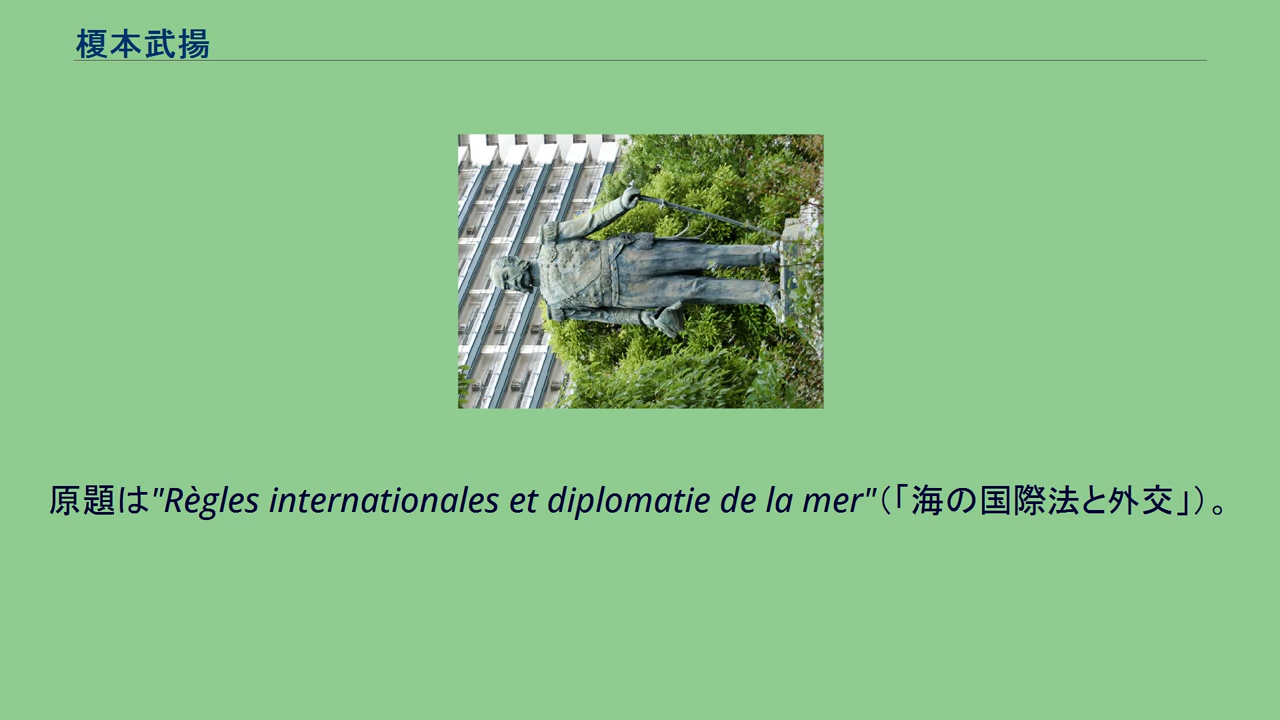 榎本武揚
原題は"Règles internationales et diplomatie de la mer"（「海の国際法と外交」）。